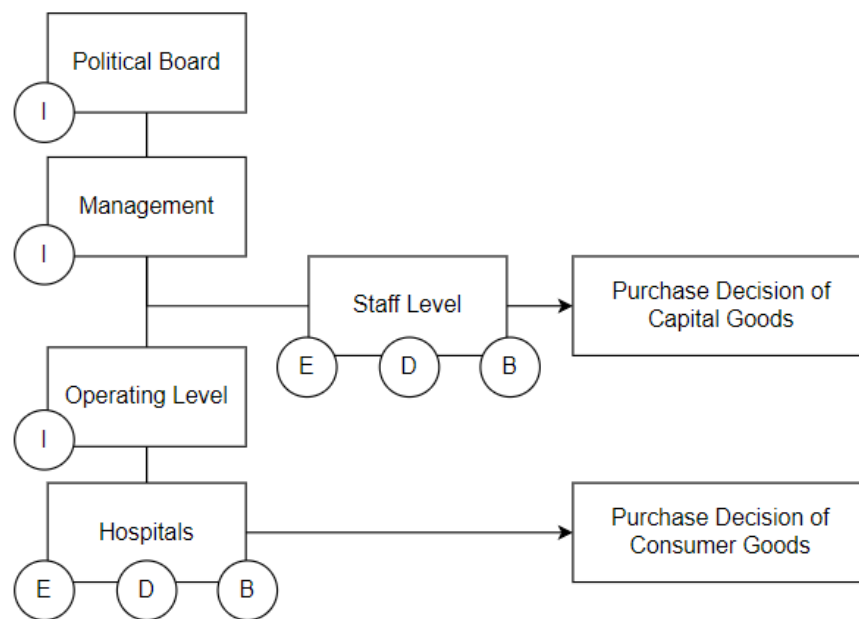 Political Board
I
Management
I
Staff Level
Purchase Decision of
Capital Goods
E
D
B
Operating Level
I
Hospitals
Purchase Decision of
Consumer Goods
E
D
B